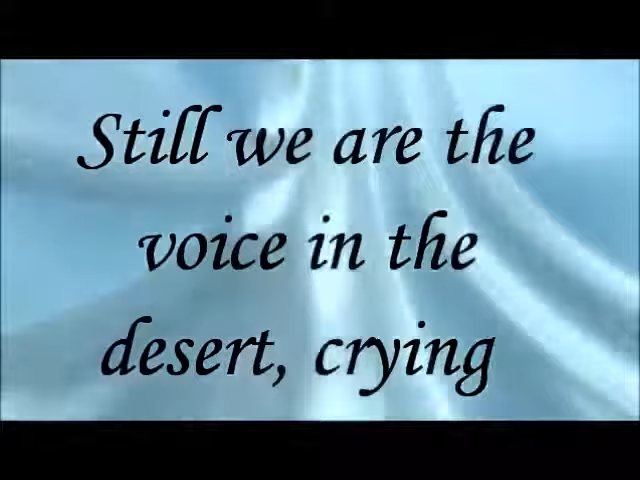 Still we are the
voice in the
desert, crying